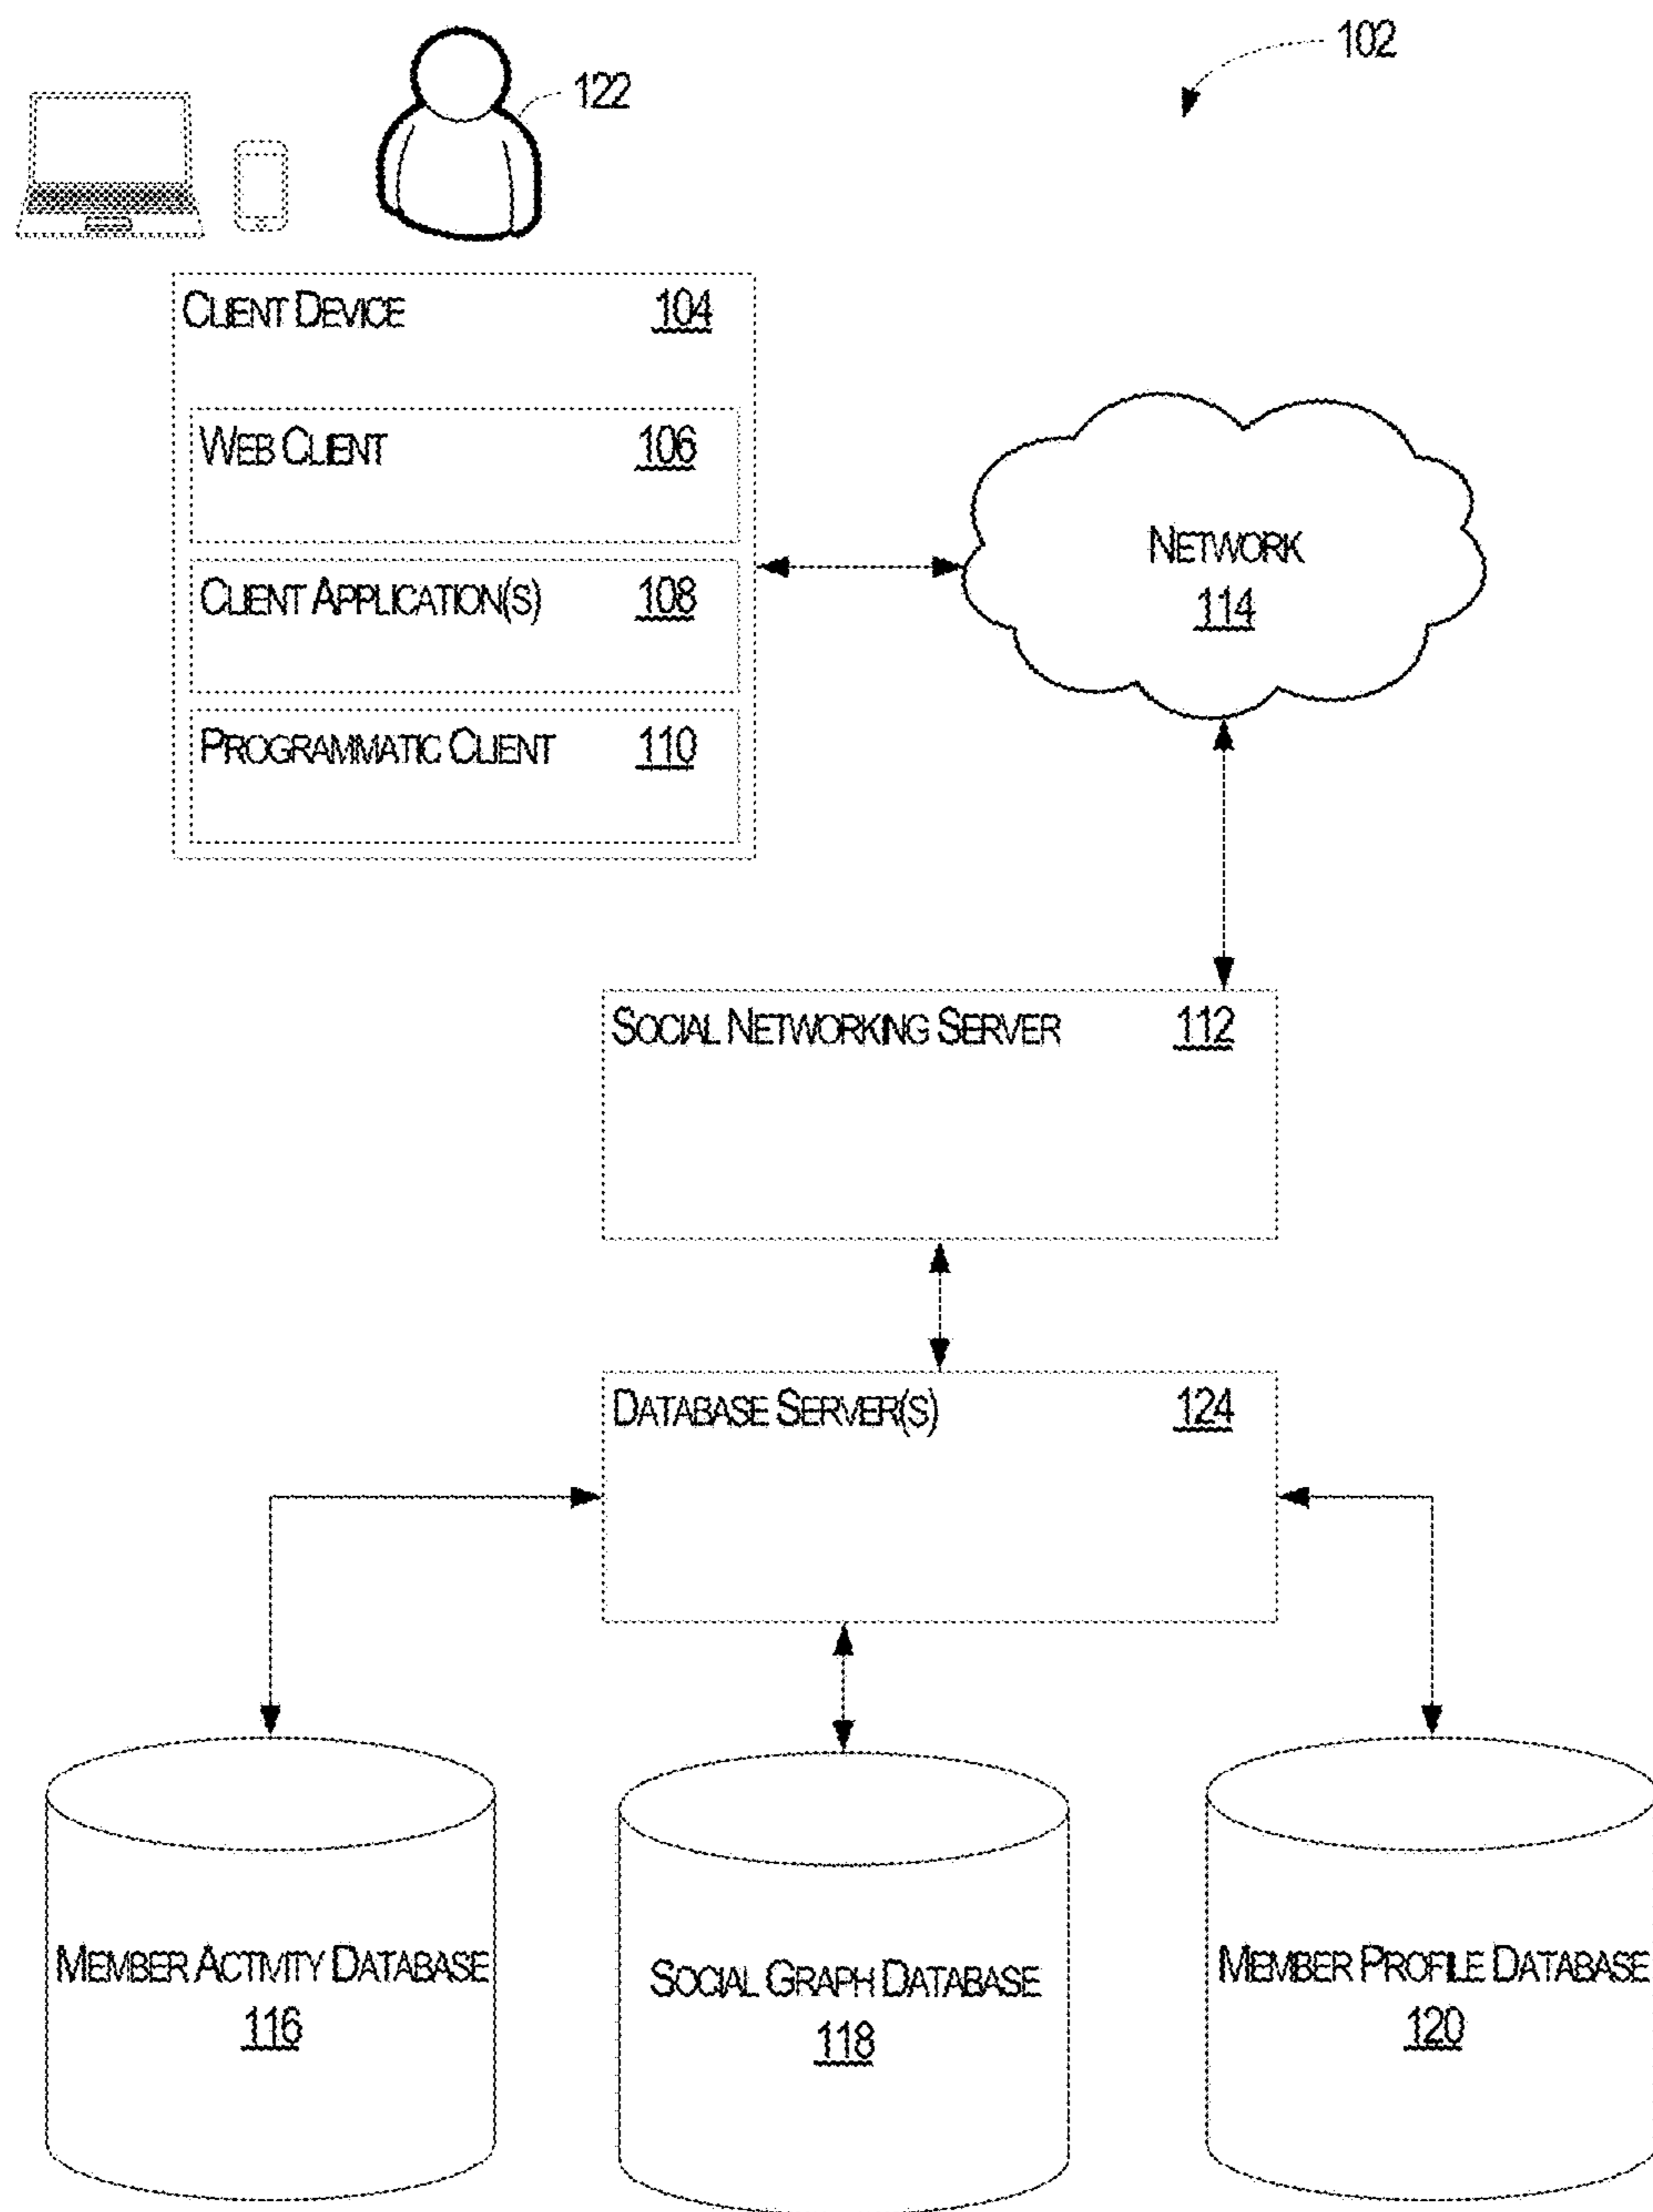 102
122
CLIENT DEVICE 104
WEB CLIENT 106
CLIENT APPLICATION(S) 108
PROGRAMMATIC CLIENT 110
NETWORK
114
SOCIAL NETWORKING SERVER 112
DATABASE SERVER(S) 124
MEMBER ACTIVITY DATABASE
116
SOCIAL GRAPH DATABASE
118
MEMBER PROFILE DATABASE
120